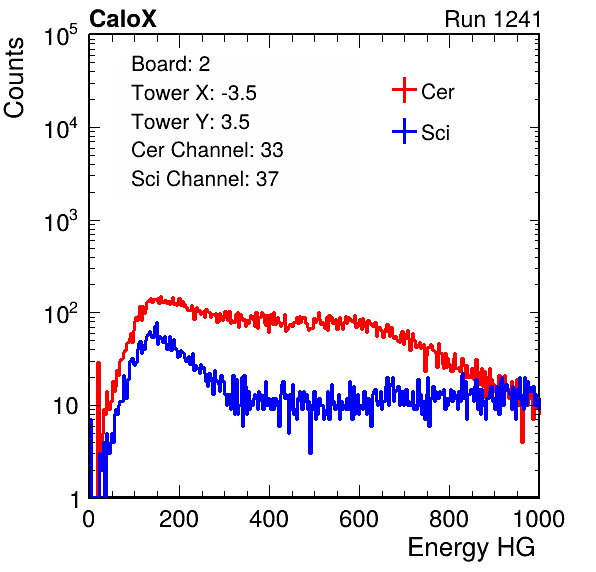 CaloX Run 1241
Counts
10^5
10^4
10^3
10^2
10
1
Board: 2
Tower X: -3.5
Tower Y: 3.5
Cer Channel: 33
Sci Channel: 37
Cer
Sci
0 200 400 600 800 1000
Energy HG